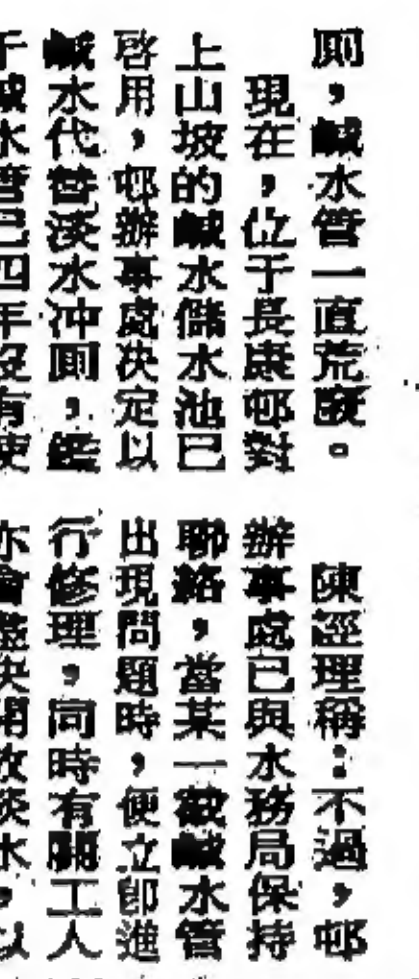 厠，鹹水管一直荒廢。
現在，位于長康邨對
上山坡的鹹水儲水池已
啓用，邨辦事處決定以
鹹水代替淡水冲厠，鑑
于鹹水管已四年沒有使
陳經理稱：不過，邨
辦事處已與水務局保持
聯絡，當某一截鹹水管
出現問題時，便立即進
行修理，同時有關工人
亦會盡快開放淡水，以